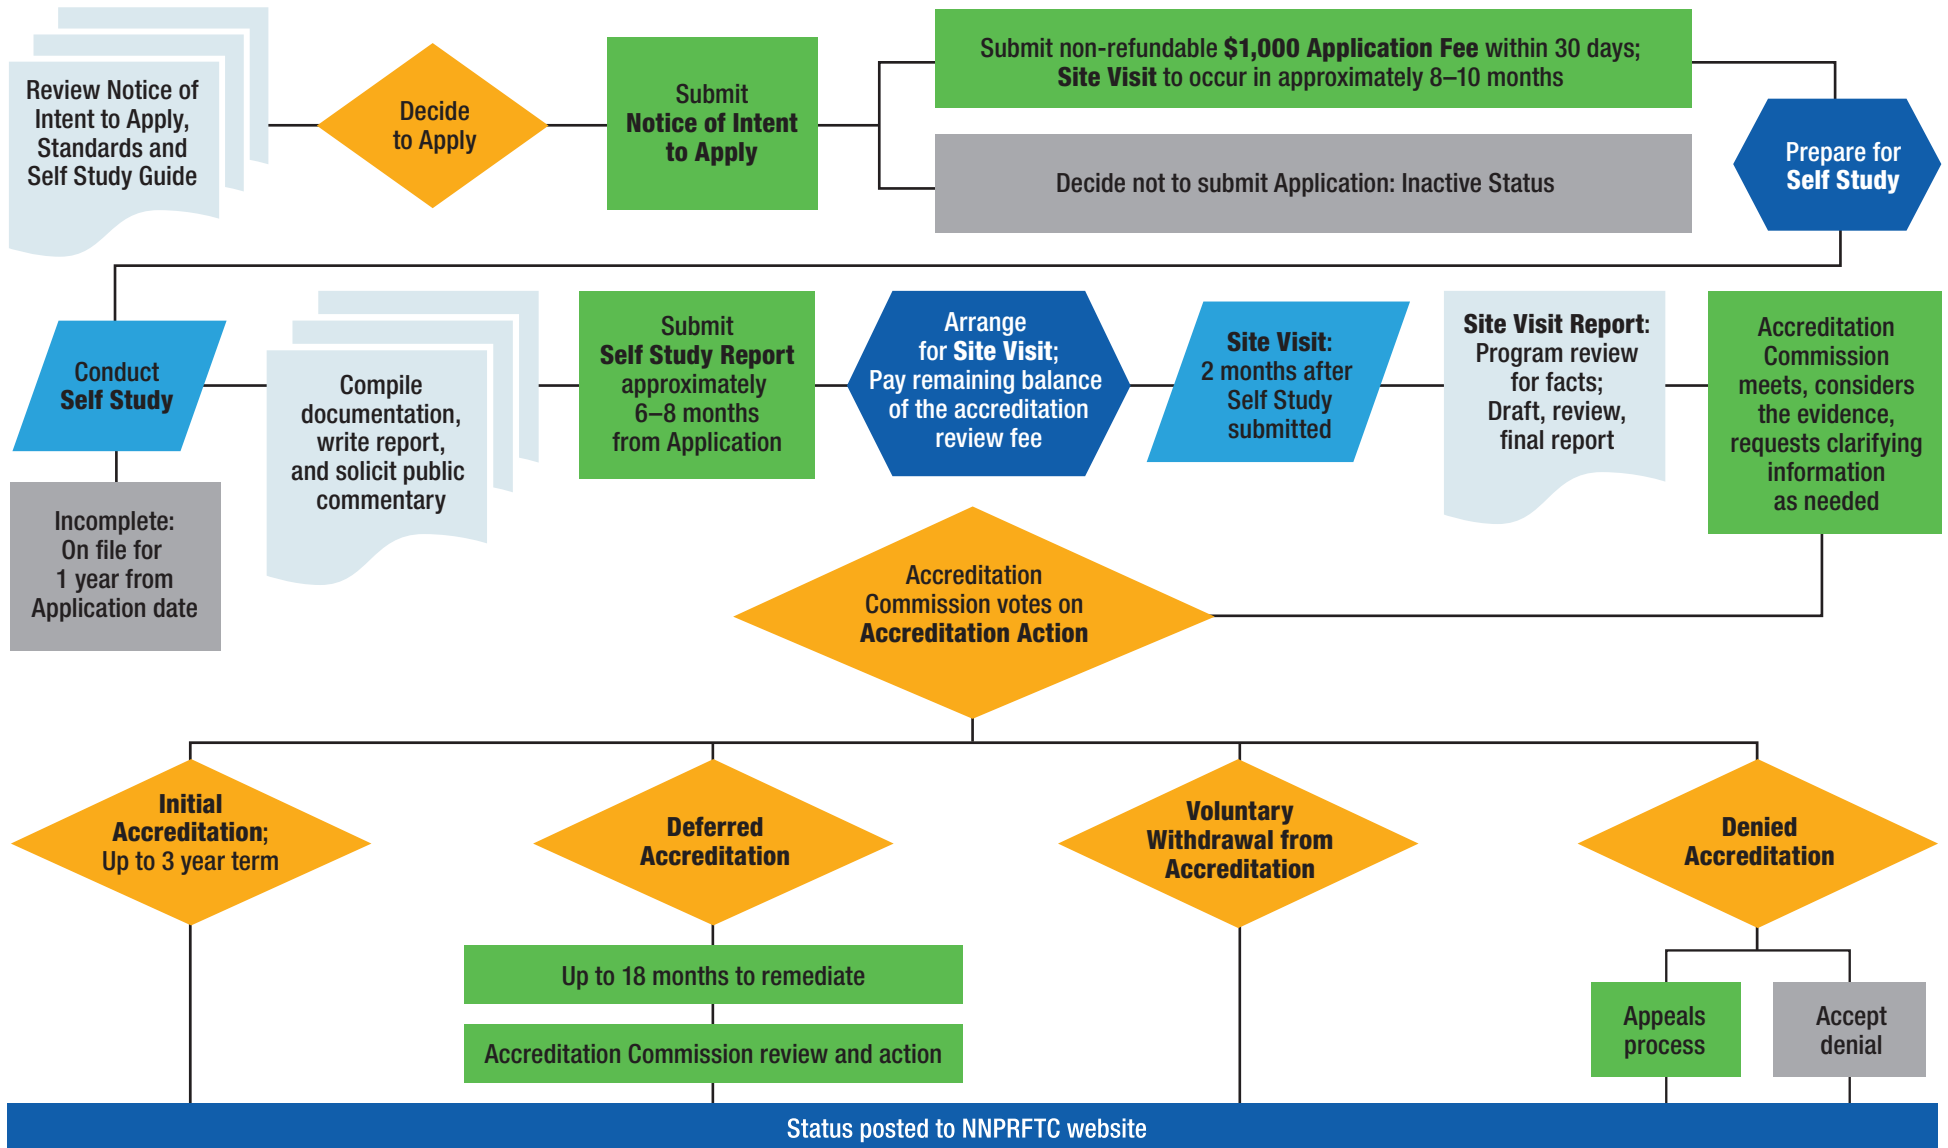 Review Notice of
Intent to Apply,
Standards and
Self Study Guide
Decide
to Apply
Submit
Notice of Intent
to Apply
Submit non-refundable $1,000 Application Fee within 30 days;
Site Visit to occur in approximately 8–10 months
Decide not to submit Application: Inactive Status
Prepare for
Self Study
Conduct
Self Study
Incomplete:
On file for
1 year from
Application date
Compile
documentation,
write report,
and solicit public
commentary
Submit
Self Study Report
approximately
6–8 months
from Application
Arrange
for Site Visit;
Pay remaining balance
of the accreditation
review fee
Site Visit:
2 months after
Self Study
submitted
Site Visit Report:
Program review
for facts;
Draft, review,
final report
Accreditation
Commission
meets, considers
the evidence,
requests clarifying
information
as needed
Accreditation
Commission votes on
Accreditation Action
Initial
Accreditation;
Up to 3 year term
Deferred
Accreditation
Up to 18 months to remediate
Accreditation Commission review and action
Voluntary
Withdrawal from
Accreditation
Denied
Accreditation
Appeals
process
Accept
denial
Status posted to NNPRFTC website